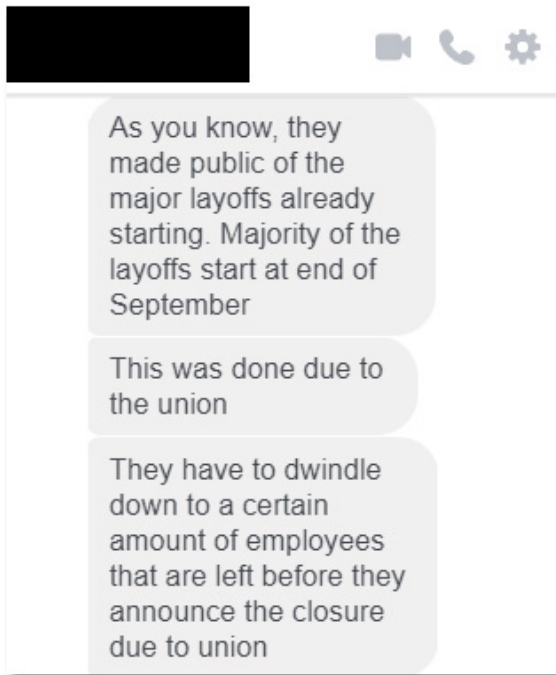 As you know, they
made public of the
major layoffs already
starting. Majority of the
layoffs start at end of
September
This was done due to
the union
They have to dwindle
down to a certain
amount of employees
that are left before they
announce the closure
due to union